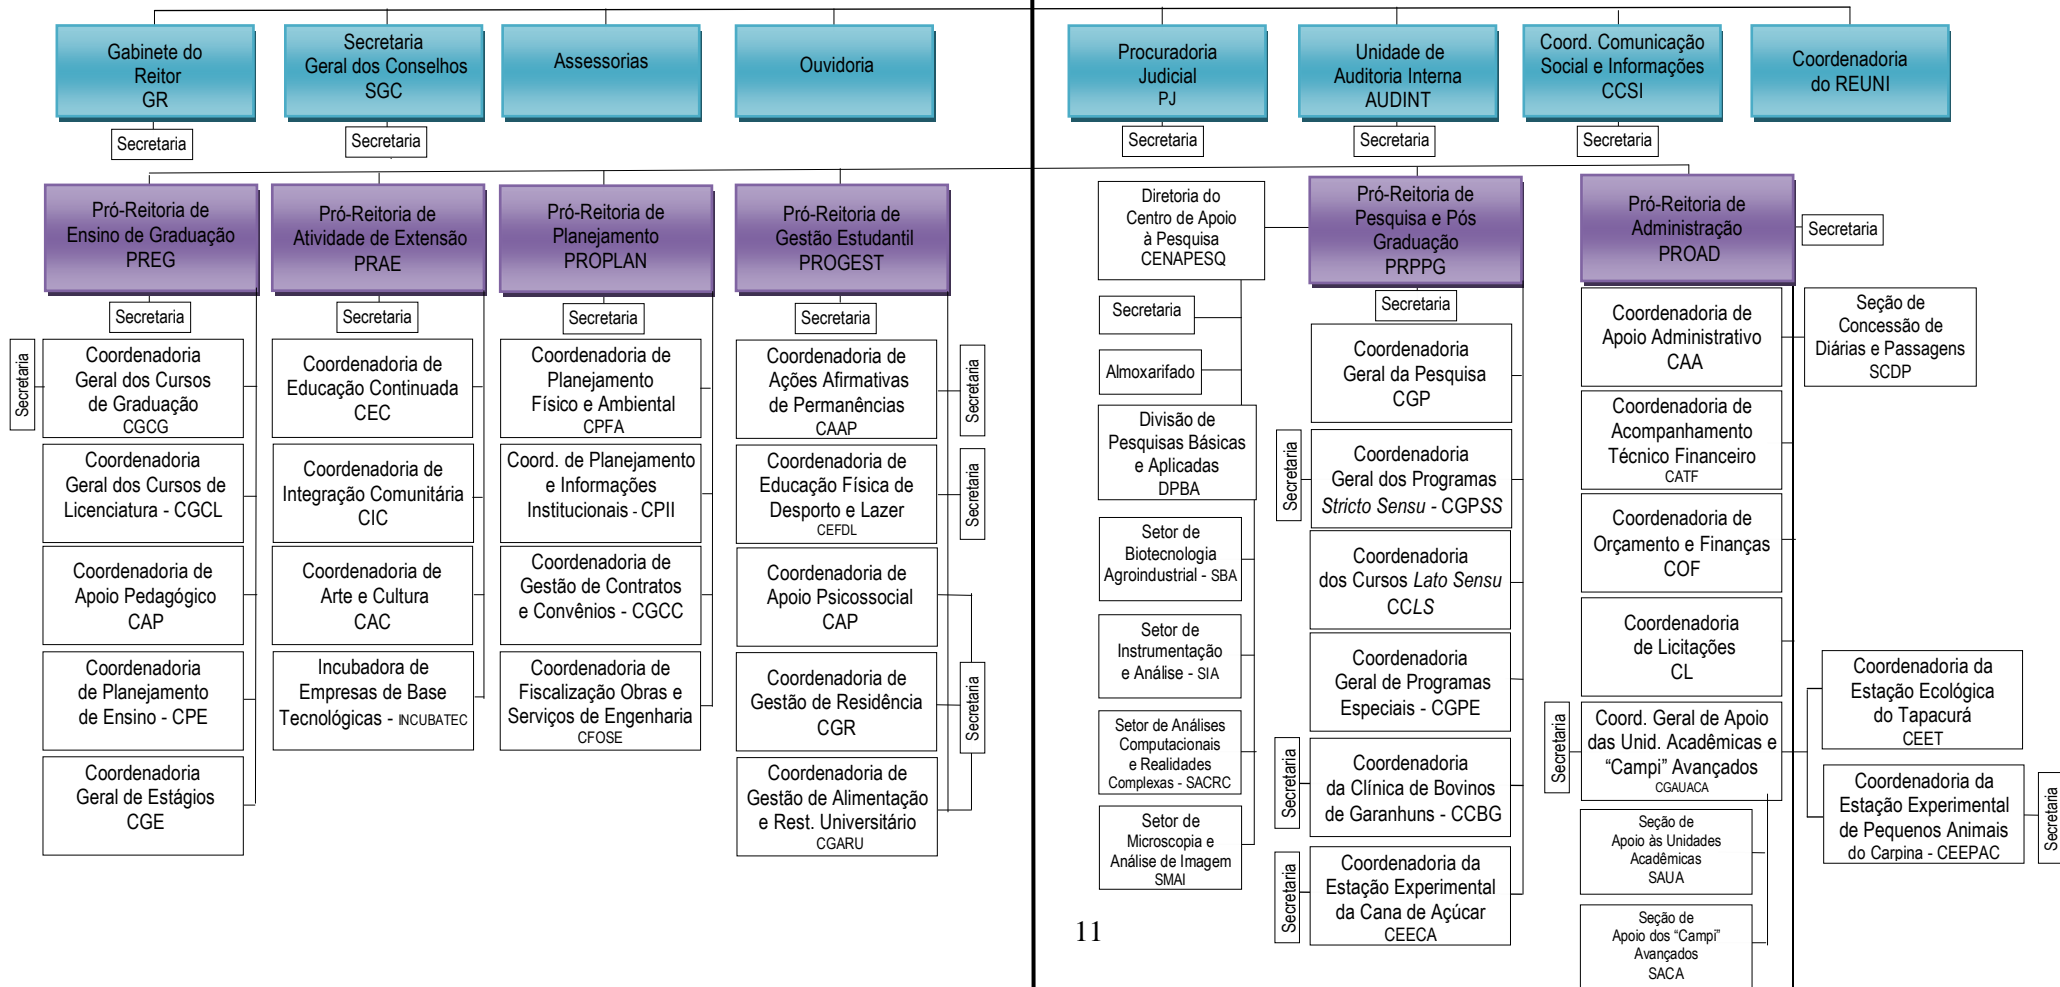 Gabinete do
Reitor
GR
Secretaria
Secretaria
Geral dos Conselhos
SGC
Secretaria
Assessorias
Ouvidoria
Procuradoria
Judicial
PJ
Secretaria
Unidade de
Auditoria Interna
AUDINT
Secretaria
Coord. Comunicação
Social e Informações
CCSI
Secretaria
Coordenadoria
do REUNI
Pró-Reitoria de
Ensino de Graduação
PREG
Secretaria
Secretaria
Coordenadoria
Geral dos Cursos
de Graduação
CGCG
Coordenadoria
Geral dos Cursos de
Licenciatura - CGCL
Coordenadoria de
Apoio Pedagógico
CAP
Coordenadoria
de Planejamento
de Ensino - CPE
Coordenadoria
Geral de Estágios
CGE
Pró-Reitoria de
Atividade de Extensão
PRAE
Secretaria
Coordenadoria de
Educação Continuada
CEC
Coordenadoria de
Integração Comunitária
CIC
Coordenadoria de
Arte e Cultura
CAC
Incubadora de
Empresas de Base
Tecnológicas - INCUBATEC
Pró-Reitoria de
Planejamento
PROPLAN
Secretaria
Coordenadoria de
Planejamento
Físico e Ambiental
CPFA
Coord. de Planejamento
e Informações
Institucionais - CPII
Coordenadoria de
Gestão de Contratos
e Convênios - CGCC
Coordenadoria de
Fiscalização Obras e
Serviços de Engenharia
CFOSE
Pró-Reitoria de
Gestão Estudantil
PROGEST
Secretaria
Coordenadoria de
Ações Afirmativas
de Permanências
CAAP
Secretaria
Coordenadoria de
Educação Física de
Desporto e Lazer
CEFDL
Secretaria
Coordenadoria de
Apoio Psicossocial
CAP
Coordenadoria de
Gestão de Residência
CGR
Secretaria
Coordenadoria de
Gestão de Alimentação
e Rest. Universitário
CGARU
Diretoria do
Centro de Apoio
à Pesquisa
CENAPESQ
Secretaria
Almoxarifado
Divisão de
Pesquisas Básicas
e Aplicadas
DPBA
Setor de
Biotecnologia
Agroindustrial - SBA
Setor de
Instrumentação
e Análise - SIA
Setor de Análises
Computacionais
e Realidades
Complexas - SACRC
Setor de
Microscopia e
Análise de Imagem
SMAI
Pró-Reitoria de
Pesquisa e Pós
Graduação
PRPPG
Secretaria
Coordenadoria
Geral da Pesquisa
CGP
Secretaria
Coordenadoria
Geral dos Programas
Stricto Sensu - CGPSS
Coordenadoria
dos Cursos Lato Sensu
CCLS
Coordenadoria
Geral de Programas
Especiais - CGPE
Secretaria
Coordenadoria
da Clínica de Bovinos
de Garanhuns - CCBG
Secretaria
Coordenadoria da
Estação Experimental
da Cana de Açúcar
CEECA
Pró-Reitoria de
Administração
PROAD
Secretaria
Coordenadoria de
Apoio Administrativo
CAA
Seção de
Concessão de
Diárias e Passagens
SCDP
Coordenadoria de
Acompanhamento
Técnico Financeiro
CATF
Coordenadoria de
Orçamento e Finanças
COF
Coordenadoria
de Licitações
CL
Secretaria
Coord. Geral de Apoio
das Unid. Acadêmicas e
“Campi” Avançados
CGAUACA
Coordenadoria da
Estação Ecológica
do Tapacurá
CEET
Coordenadoria da
Estação Experimental
de Pequenos Animais
do Carpina - CEEPAC
Secretaria
Seção de
Apoio às Unidades
Acadêmicas
SAUA
Seção de
Apoio dos “Campi”
Avançados
SACA
11